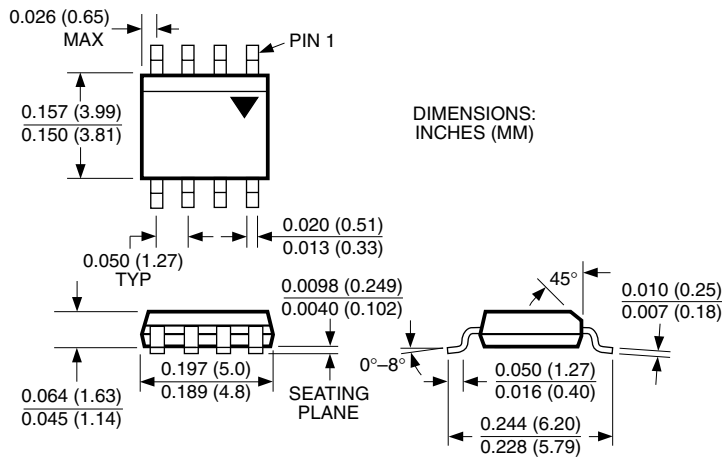 0.026 (0.65)
MAX
PIN 1
0.157 (3.99)
0.150 (3.81)
DIMENSIONS:
INCHES (MM)
0.020 (0.51)
0.013 (0.33)
0.050 (1.27)
TYP
0.0098 (0.249)
0.0040 (0.102)
45°
0.010 (0.25)
0.007 (0.18)
0°–8°
0.064 (1.63)
0.045 (1.14)
0.197 (5.0)
0.189 (4.8)
SEATING
PLANE
0.050 (1.27)
0.016 (0.40)
0.244 (6.20)
0.228 (5.79)